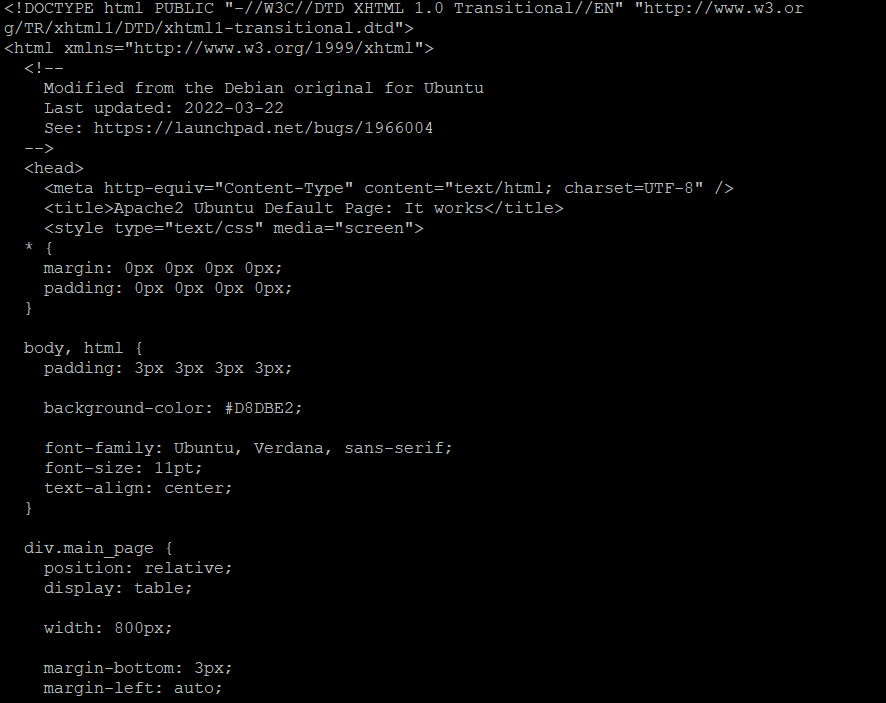 <!DOCTYPE html PUBLIC "-//W3C//DTD XHTML 1.0 Transitional//EN" "http://www.w3.or
g/TR/xhtml1/DTD/xhtml1-transitional.dtd">
<html xmlns="http://www.w3.org/1999/xhtml">
  <!--
    Modified from the Debian original for Ubuntu
    Last updated: 2022-03-22
    See: https://launchpad.net/bugs/1966004
  -->
  <head>
    <meta http-equiv="Content-Type" content="text/html; charset=UTF-8" />
    <title>Apache2 Ubuntu Default Page: It works</title>
    <style type="text/css" media="screen">
  * {
    margin: 0px 0px 0px 0px;
    padding: 0px 0px 0px 0px;
  }

  body, html {
    padding: 3px 3px 3px 3px;

    background-color: #D8DBE2;

    font-family: Ubuntu, Verdana, sans-serif;
    font-size: 11pt;
    text-align: center;
  }

  div.main_page {
    position: relative;
    display: table;

    width: 800px;

    margin-bottom: 3px;
    margin-left: auto;